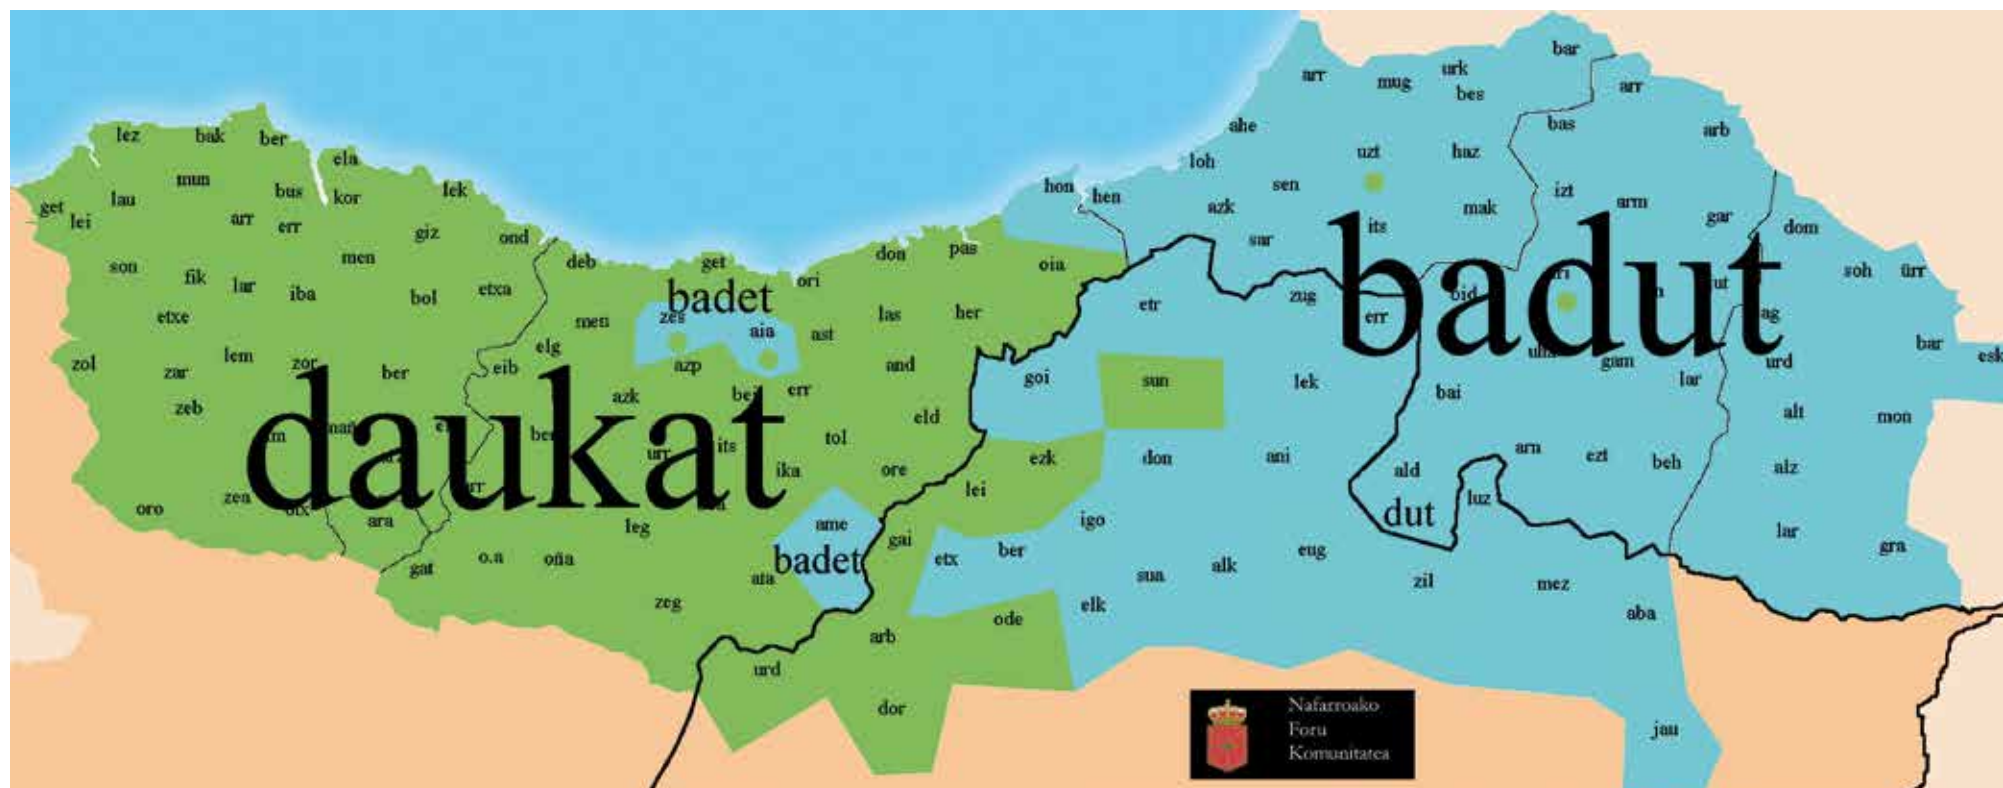 bar
arr
mug
urk
bes
arr
ahe
bas
arb
lez
bak
ber
ela
loh
uzt
haz
mun
bus
kor
lek
hon
hen
sen
izt
lau
get
lei
arr
err
giz
ond
azk
mak
arm
gar
sar
its
dom
son
fik
lar
iba
men
bol
etxa
deb
get
ori
don
pas
oia
soh
ürr
badet
badut
etxe
men
zes
aia
ast
las
her
etr
zug
err
oid
ut
ag
zol
zar
lem
zor
ber
elg
eib
azp
and
goi
sun
lek
gam
lar
urd
bar
esk
zeb
azk
bei
err
eld
bai
alt
mon
daukat
urr
its
tol
ika
ore
ezk
lei
don
ani
ald
arn
ezt
beh
alz
oro
zea
ara
leg
ame
gai
igo
dut
luz
lar
gra
gat
o.a
oña
ata
badet
etx
ber
sua
alk
eug
zil
mez
zeg
arb
ode
elk
aba
urd
dor
jau
Nafarroako
Foru
Komunitatea